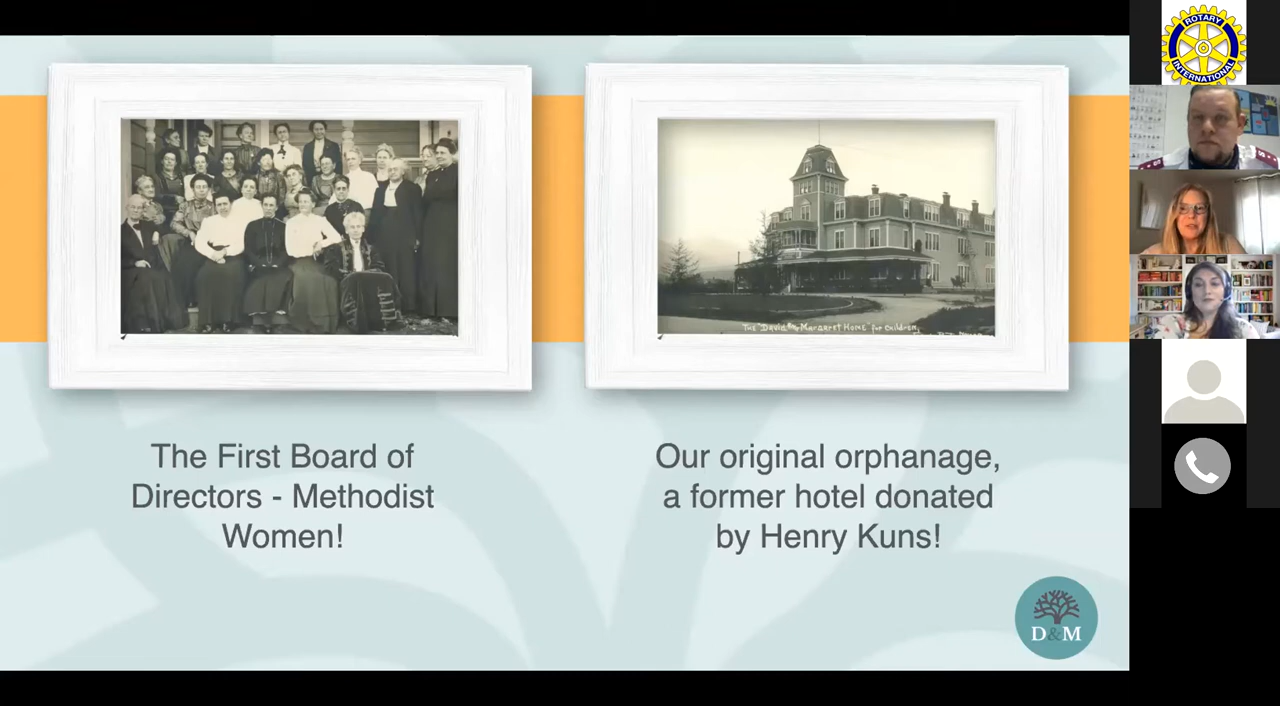 ROTARY
INTERNATIONAL
The First Board of
Directors - Methodist
Women!
THE DAVID AND MARGARET HOME for Children
Our original orphanage,
a former hotel donated
by Henry Kuns!
D&M